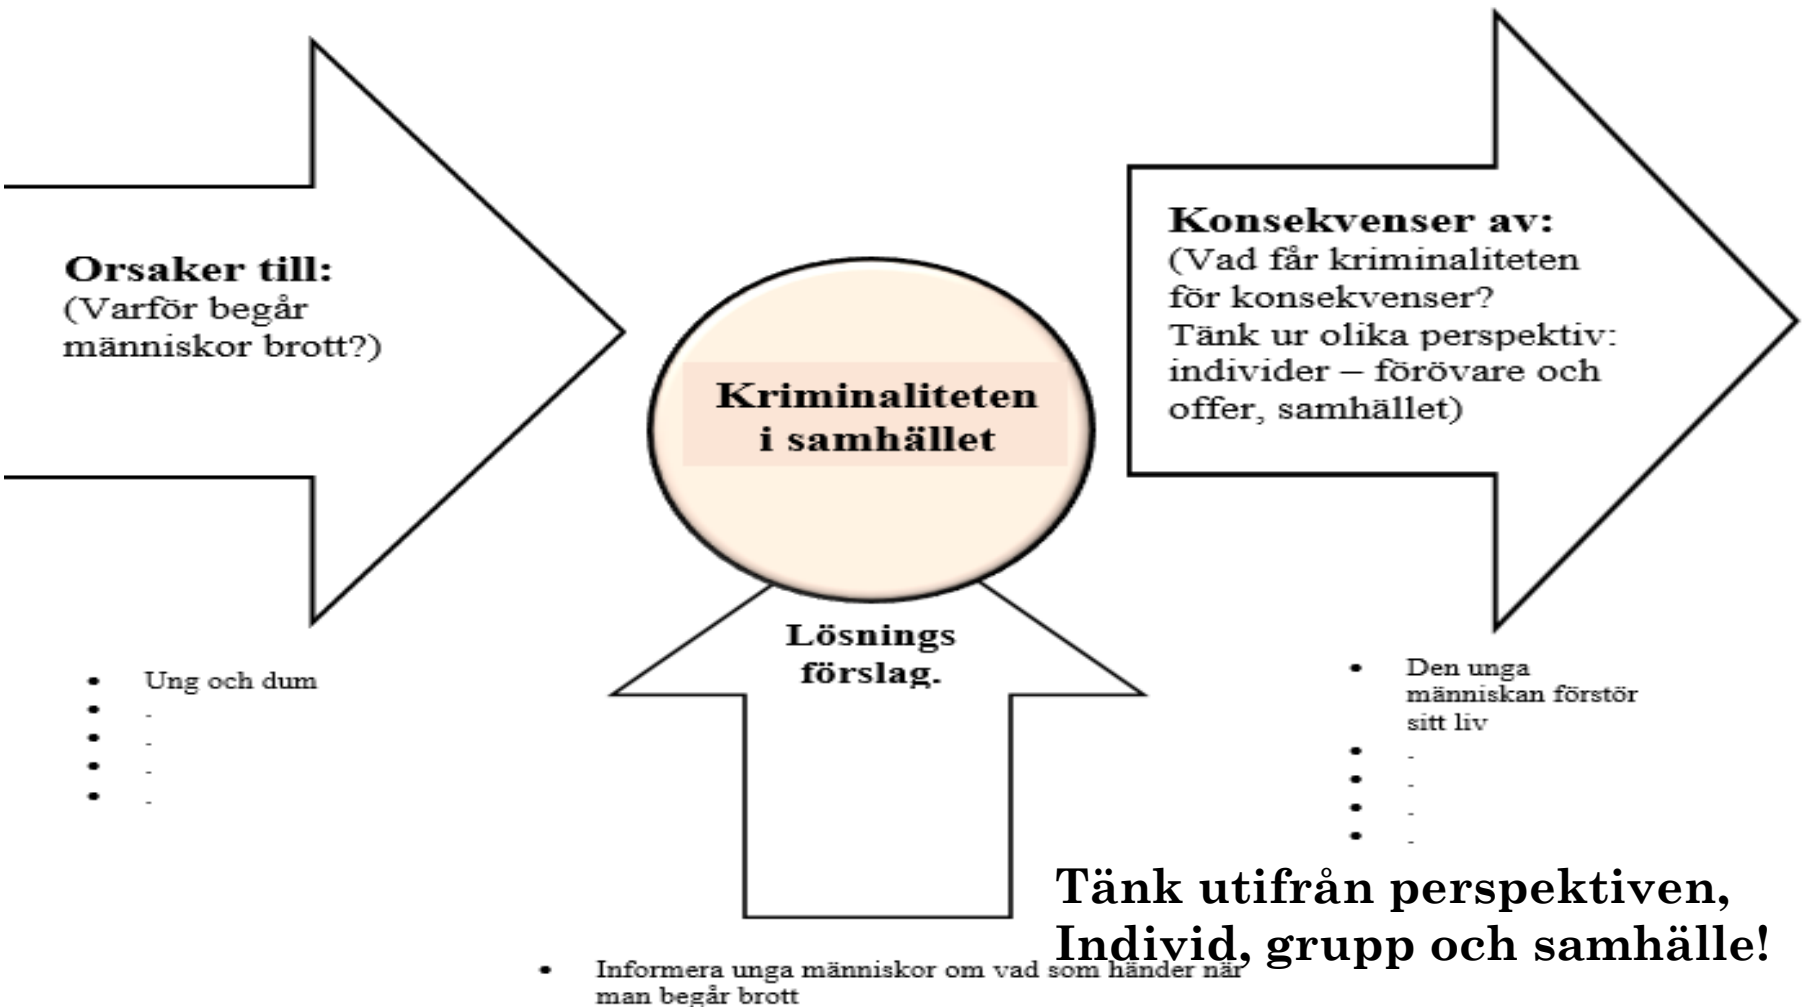 Orsaker till:
(Varför begår
människor brott?)
Kriminaliteten
i samhället
Konsekvenser av:
(Vad får kriminaliteten
för konsekvenser?
Tänk ur olika perspektiv:
individer – förövare och
offer, samhället)
Lösnings
förslag.
• Ung och dum
• .
• .
• .
• .
• Den unga
människan förstör
sitt liv
• .
• .
• .
• .
Tänk utifrån perspektiven,
Individ, grupp och samhälle!
• Informera unga människor om vad som händer när
man begår brott